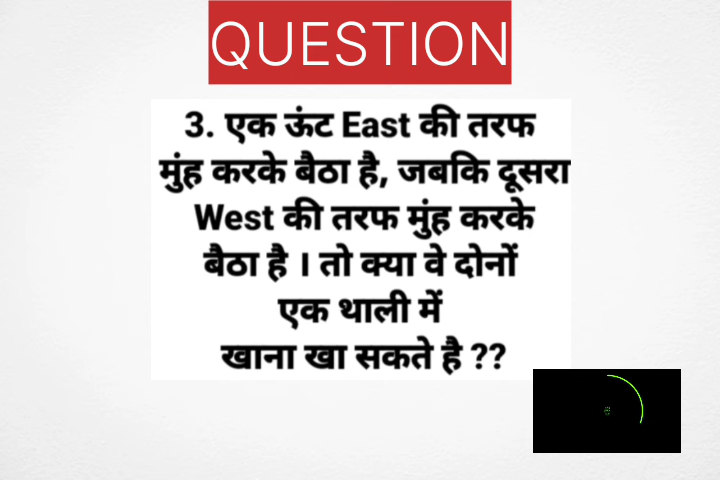 QUESTION
3. एक ऊंट East की तरफ
मुंह करके बैठा है, जबकि दूसरा
West की तरफ मुंह करके
बैठा है । तो क्या वे दोनों
एक थाली में
खाना खा सकते है ??